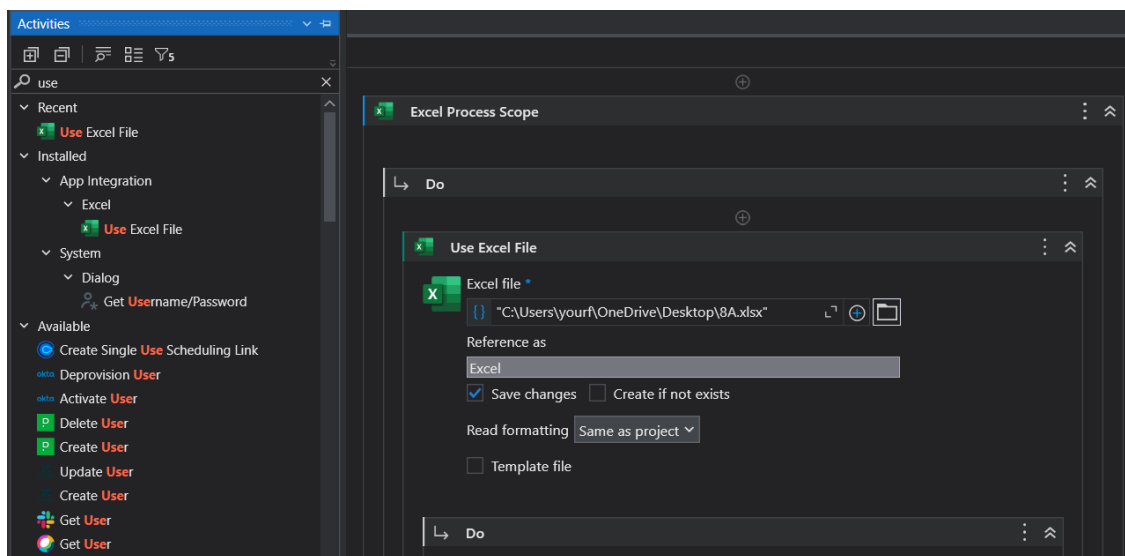 Activities
5
use
Recent
Use Excel File
Installed
App Integration
Excel
Use Excel File
System
Dialog
Get Username/Password
Available
Create Single Use Scheduling Link
okta Deprovision User
okta Activate User
P Delete User
P Create User
Update User
Create User
Get User
Get User
Excel Process Scope
Do
Use Excel File
Excel file *
"C:\Users\yourf\OneDrive\Desktop\8A.xlsx"
Reference as
Excel
Save changes Create if not exists
Read formatting Same as project
Template file
Do